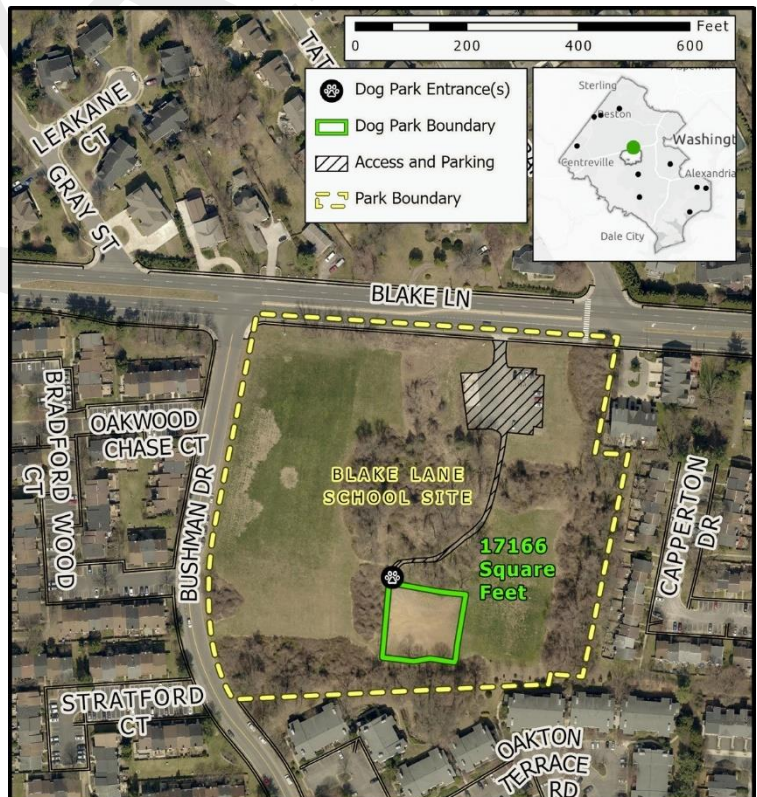 Feet
0 200 400 600
Dog Park Entrance(s)
Dog Park Boundary
Access and Parking
Park Boundary
Sterling
Reston
Washingt
Centreville
Alexandria
Dale City
LEAKANE
CT
GRAY ST
TAT
BLAKE LN
BRADFORD WOOD
CT
OAKWOOD
CHASE CT
BUSHMAN DR
BLAKE LANE
SCHOOL SITE
17166
Square
Feet
CAPPERTON
DR
STRATFORD
CT
OAKTON
TERRACE
RD